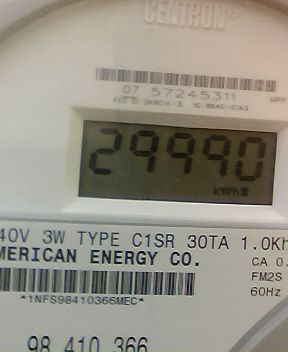 CENTRON®
07 57245311
29990
kWh
40V 3W TYPE C1SR 30TA 1.0Kh
MERICAN ENERGY CO.
CA 0.
FM2S
60Hz
*1NFS98410366MEC*
98 410 366